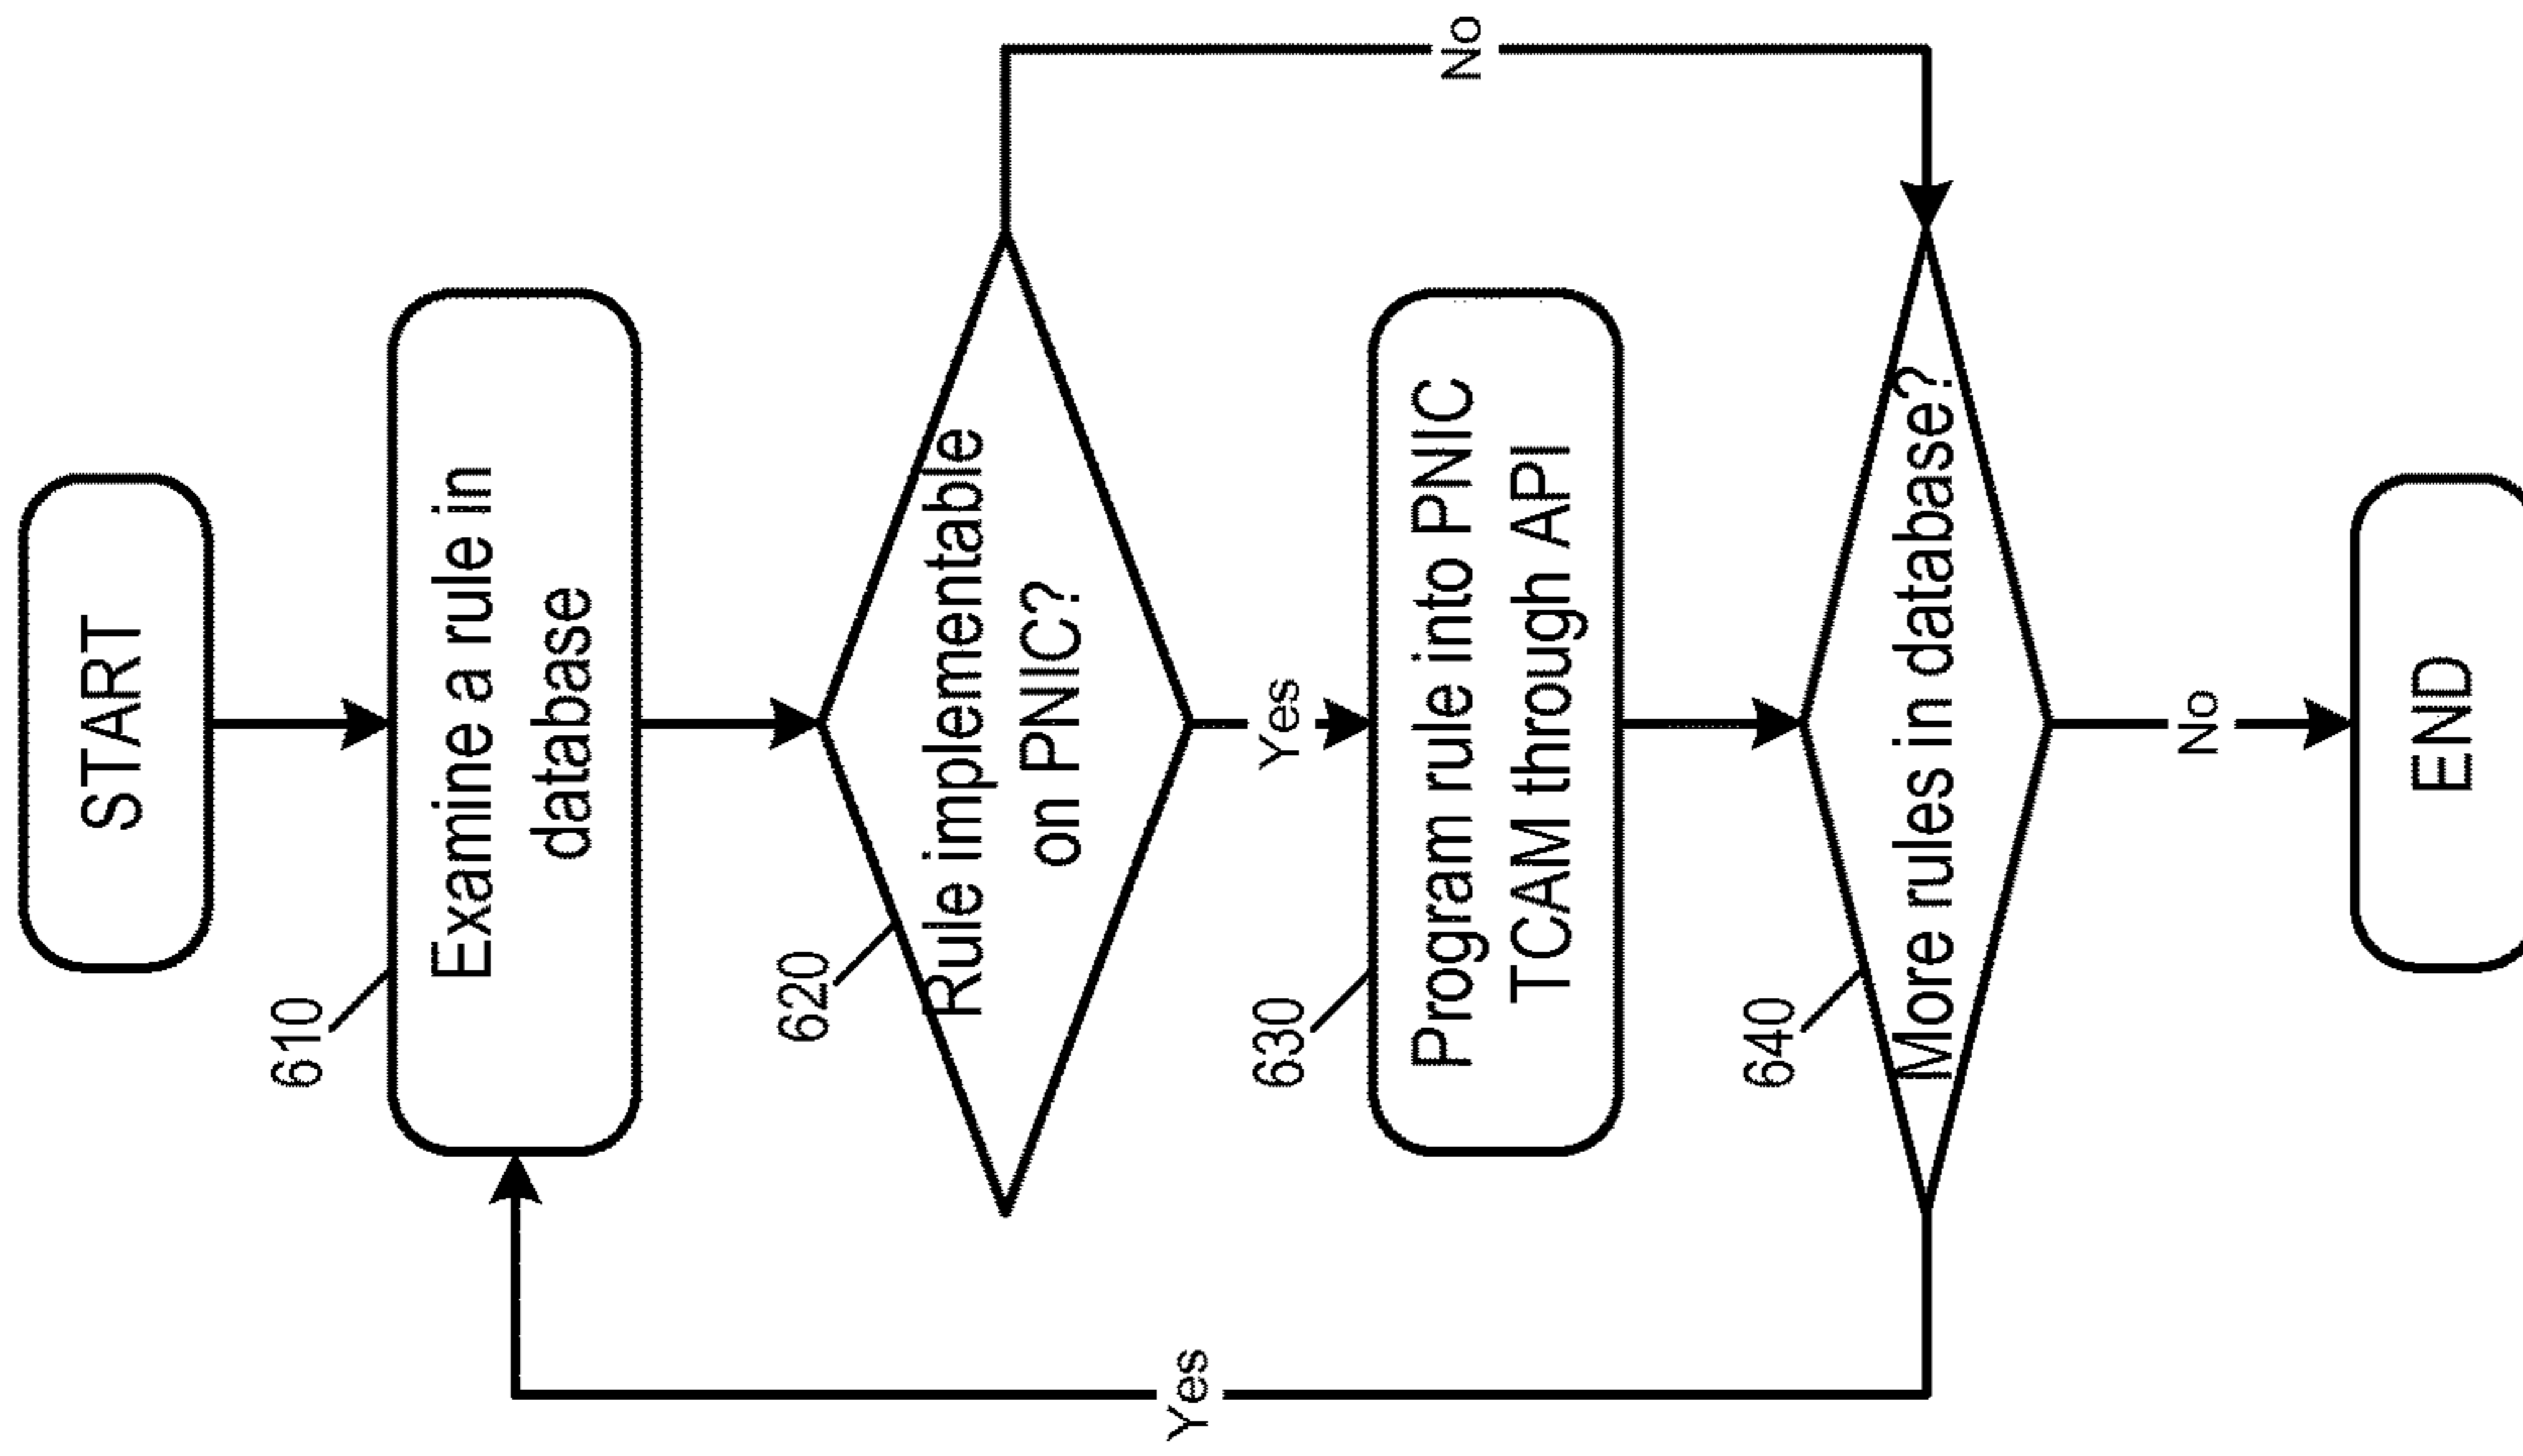 START
610
Examine a rule in
database
620
Rule implementable
on PNIC?
No
Yes
630
Program rule into PNIC
TCAM through API
640
More rules in database?
Yes
No
END